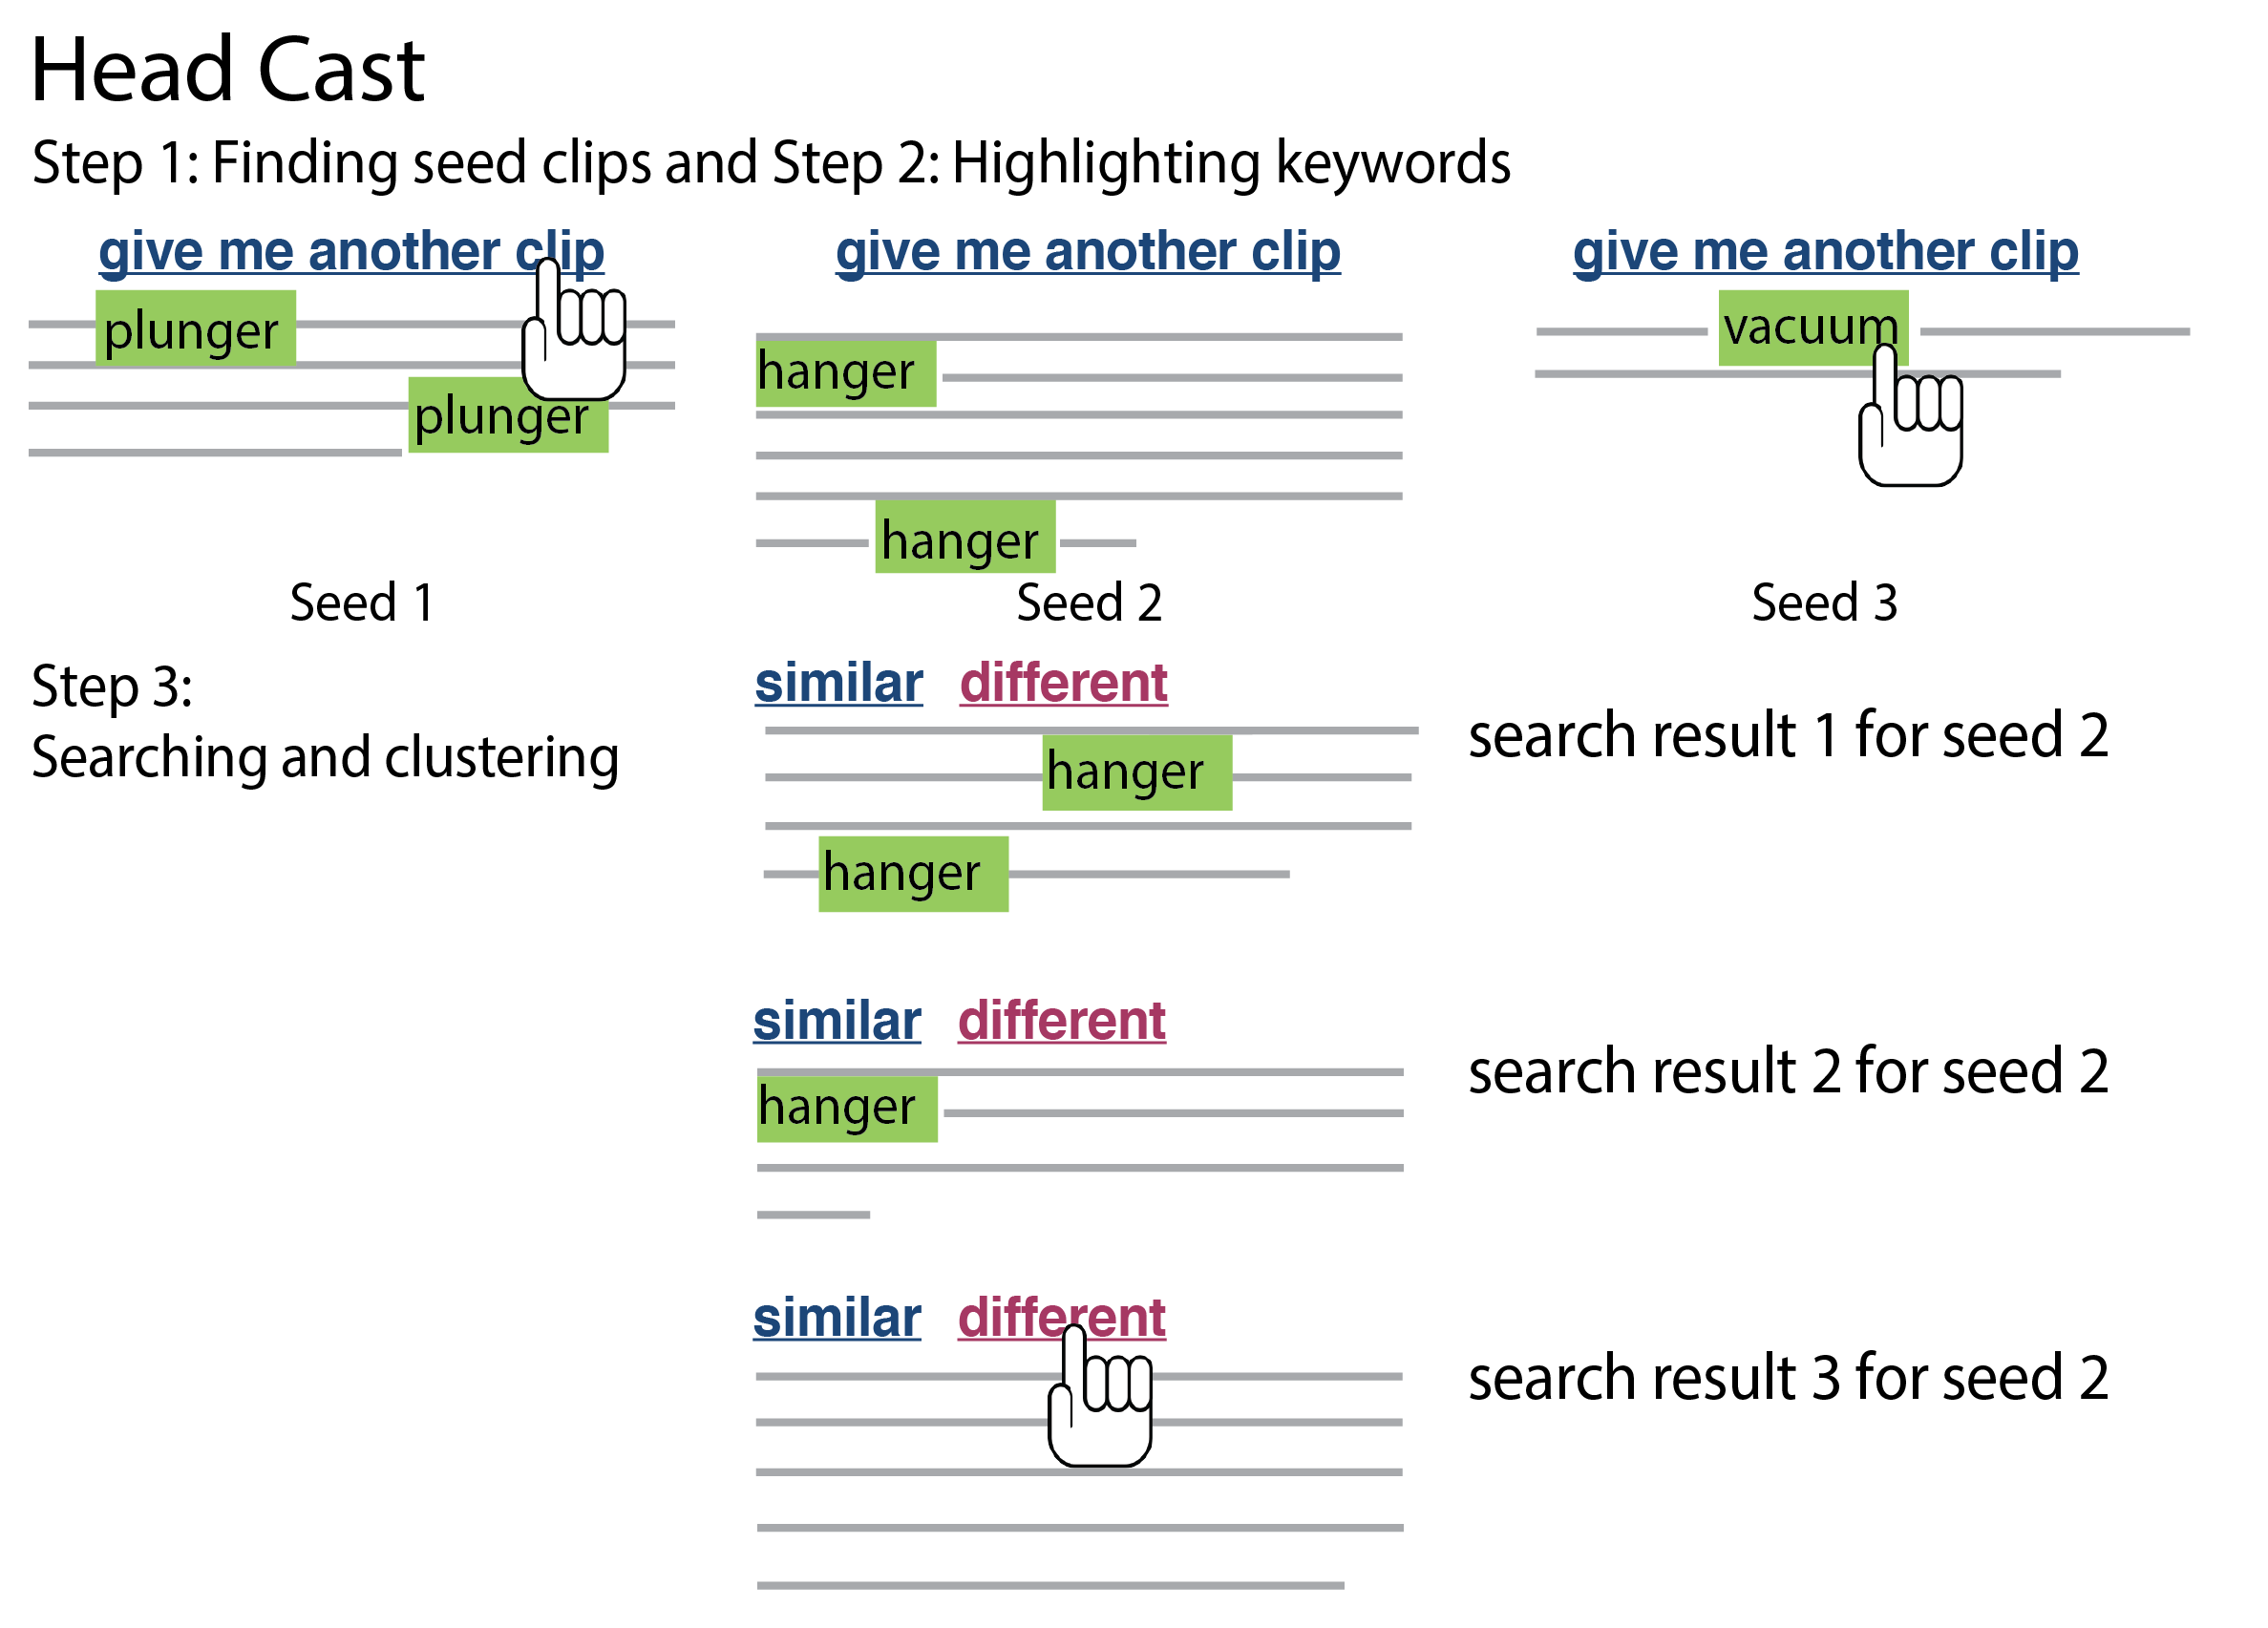 Head Cast
Step 1: Finding seed clips and Step 2: Highlighting keywords
give me another clip
plunger
plunger
Seed 1
give me another clip
hanger
hanger
Seed 2
give me another clip
vacuum
Seed 3
Step 3:
Searching and clustering
similar different
hanger
hanger
search result 1 for seed 2
similar different
hanger
search result 2 for seed 2
similar different
search result 3 for seed 2